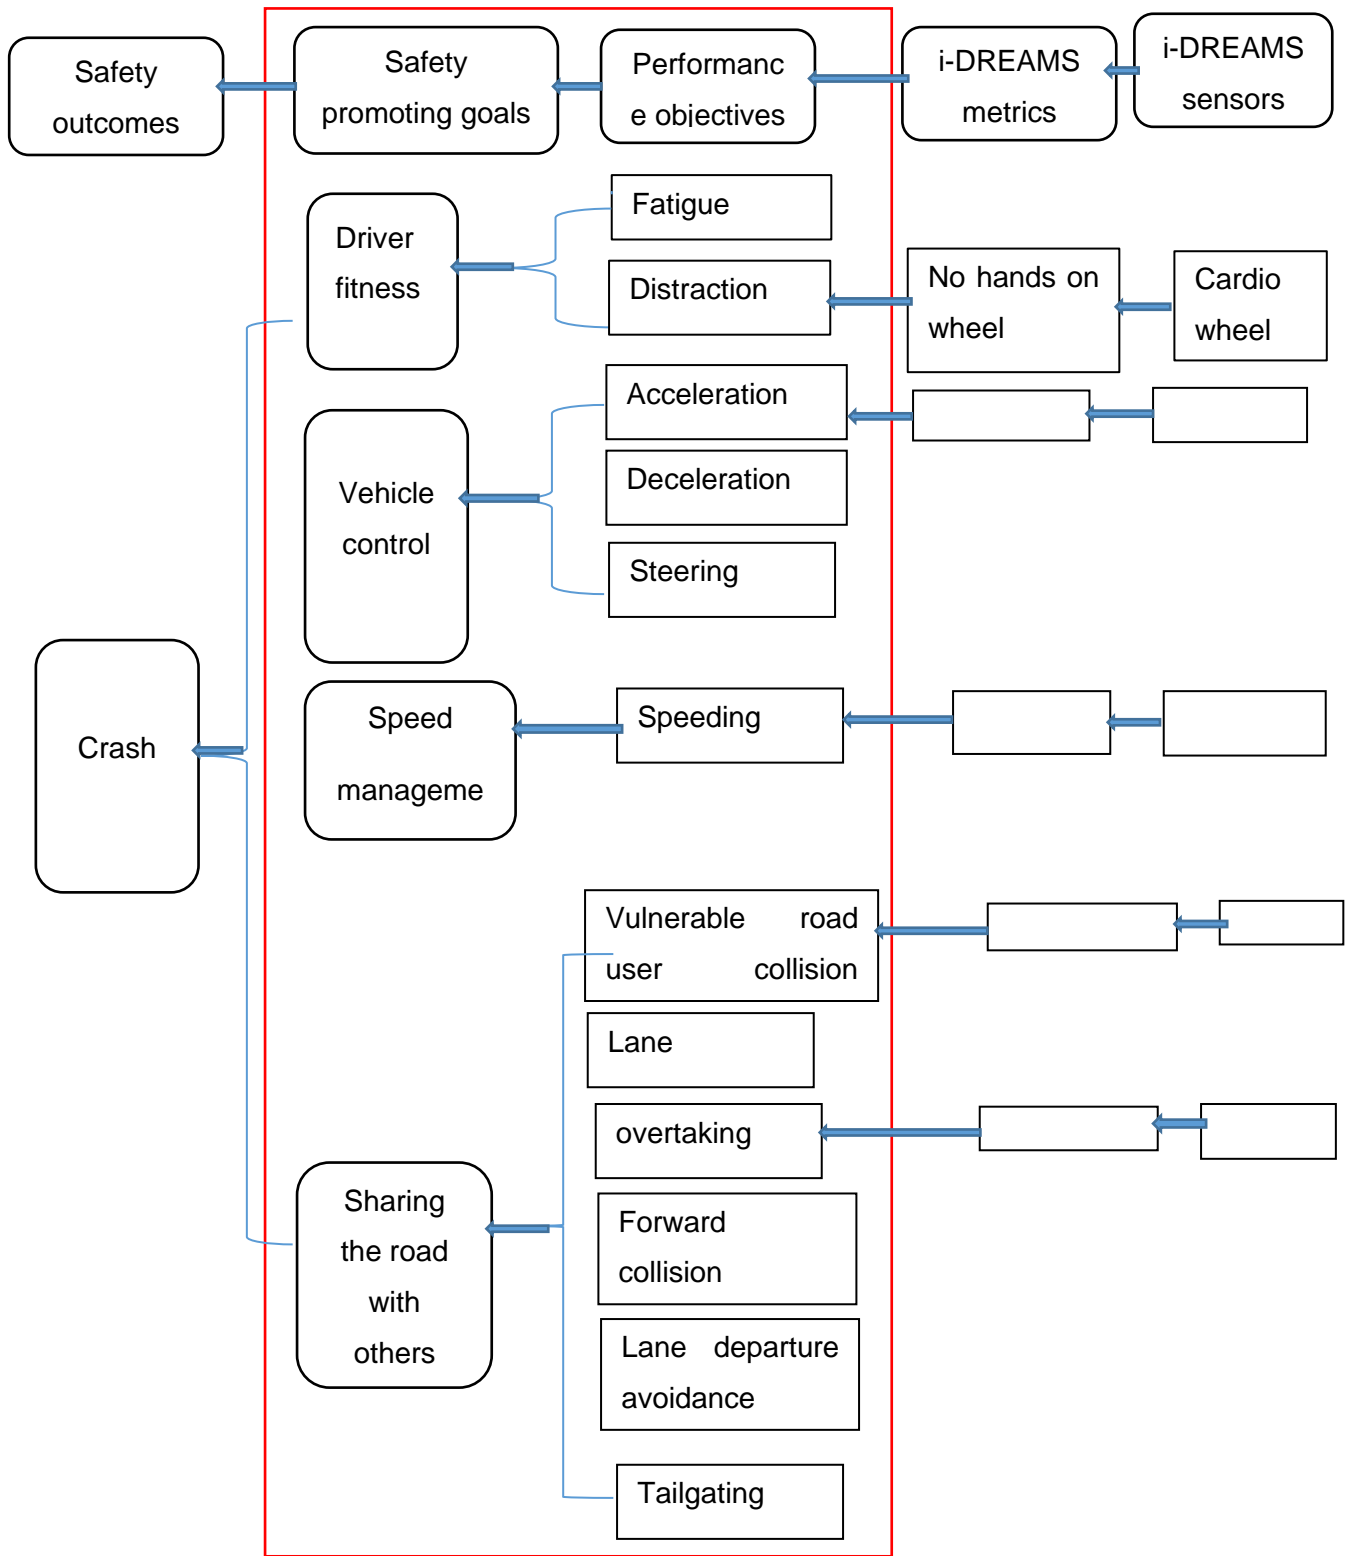 Safety
outcomes
Safety
promoting goals
Performanc
e objectives
i-DREAMS
metrics
i-DREAMS
sensors
Driver
fitness
Fatigue
Distraction
No hands on
wheel
Cardio
wheel
Vehicle
control
Acceleration
Deceleration
Steering
Crash
Speed
manageme
Speeding
Vulnerable road
user collision
Lane
overtaking
Sharing
the road
with
others
Forward
collision
Lane departure
avoidance
Tailgating